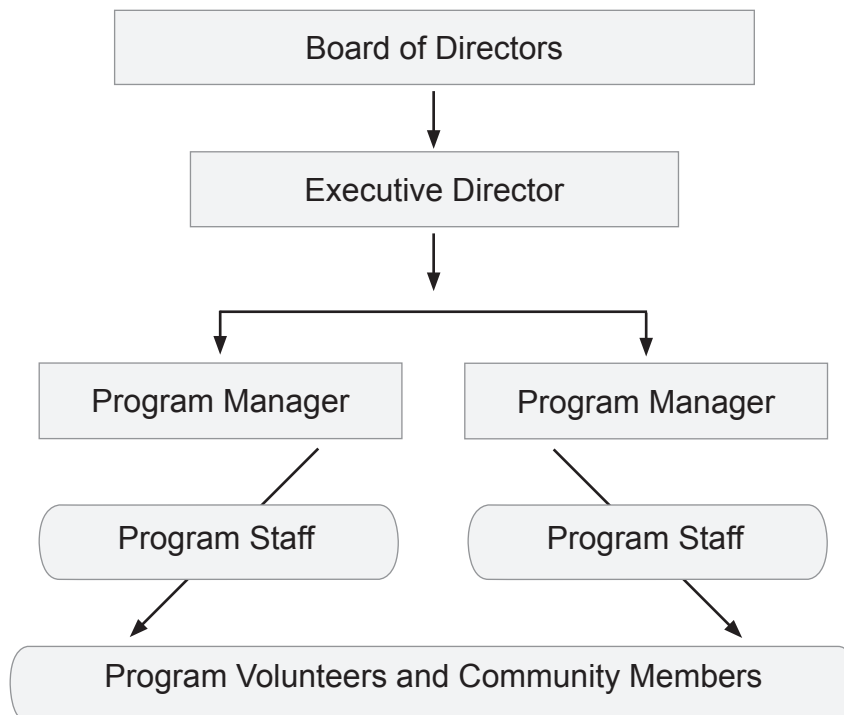 Board of Directors
Executive Director
Program Manager
Program Manager
Program Staff
Program Staff
Program Volunteers and Community Members